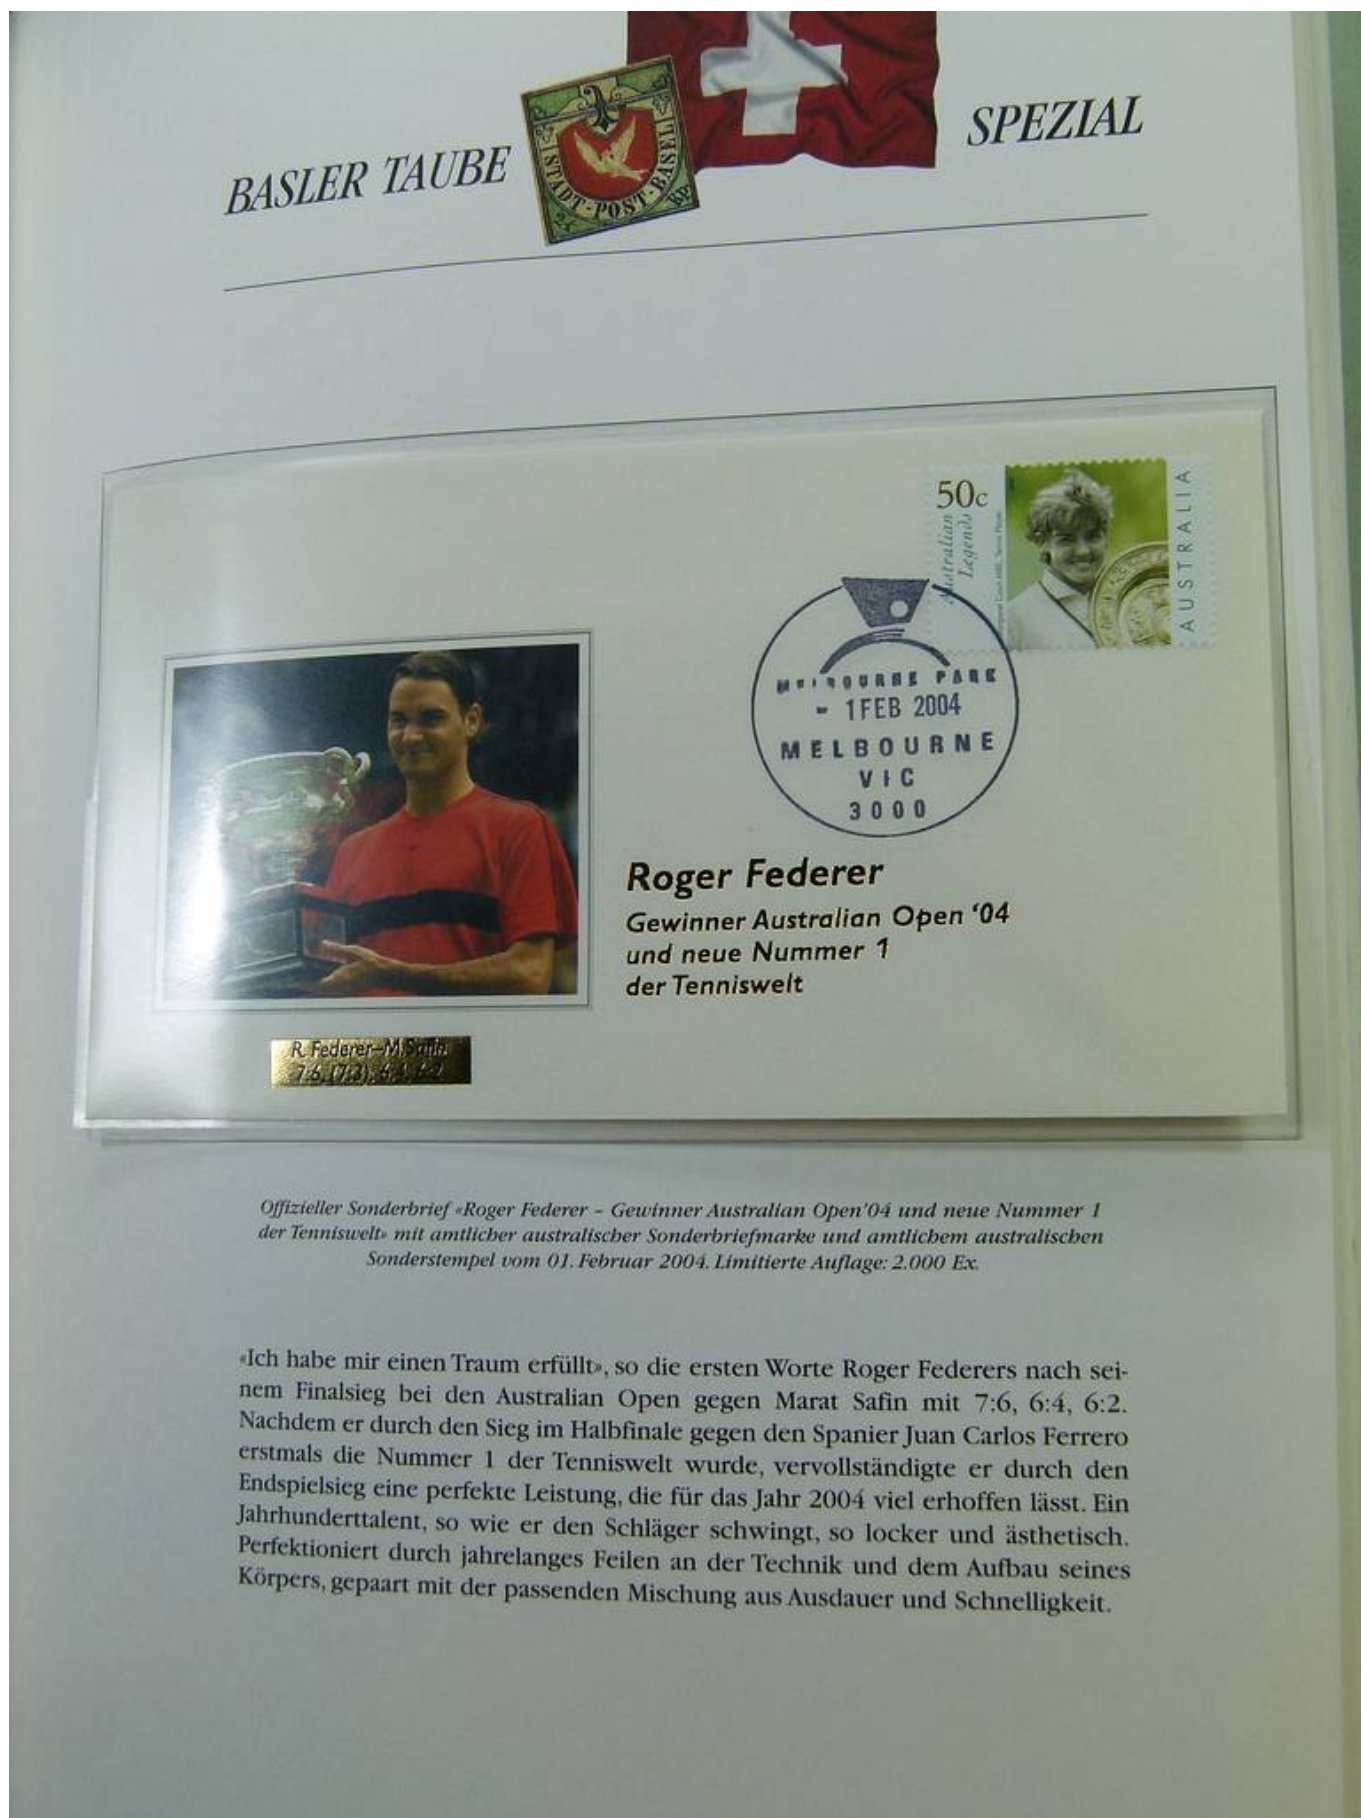 BASLER TAUBE
SPEZIAL
STADT-POST-BASEL
50c
Australian
Legends
AUSTRALIA
MELBOURNE PARK
- 1 FEB 2004
MELBOURNE
VIC
3000
Roger Federer
Gewinner Australian Open ‘04
und neue Nummer 1
der Tenniswelt
R. Federer–M. Safin
7:6, (7:3), 6:4, 6:2
Offizieller Sonderbrief «Roger Federer – Gewinner Australian Open’04 und neue Nummer 1
der Tenniswelt» mit amtlicher australischer Sonderbriefmarke und amtlichem australischen
Sonderstempel vom 01. Februar 2004. Limitierte Auflage: 2.000 Ex.
«Ich habe mir einen Traum erfüllt», so die ersten Worte Roger Federers nach sei-
nem Finalsieg bei den Australian Open gegen Marat Safin mit 7:6, 6:4, 6:2.
Nachdem er durch den Sieg im Halbfinale gegen den Spanier Juan Carlos Ferrero
erstmals die Nummer 1 der Tenniswelt wurde, vervollständigte er durch den
Endspielsieg eine perfekte Leistung, die für das Jahr 2004 viel erhoffen lässt. Ein
Jahrhunderttalent, so wie er den Schläger schwingt, so locker und ästhetisch.
Perfektioniert durch jahrelanges Feilen an der Technik und dem Aufbau seines
Körpers, gepaart mit der passenden Mischung aus Ausdauer und Schnelligkeit.